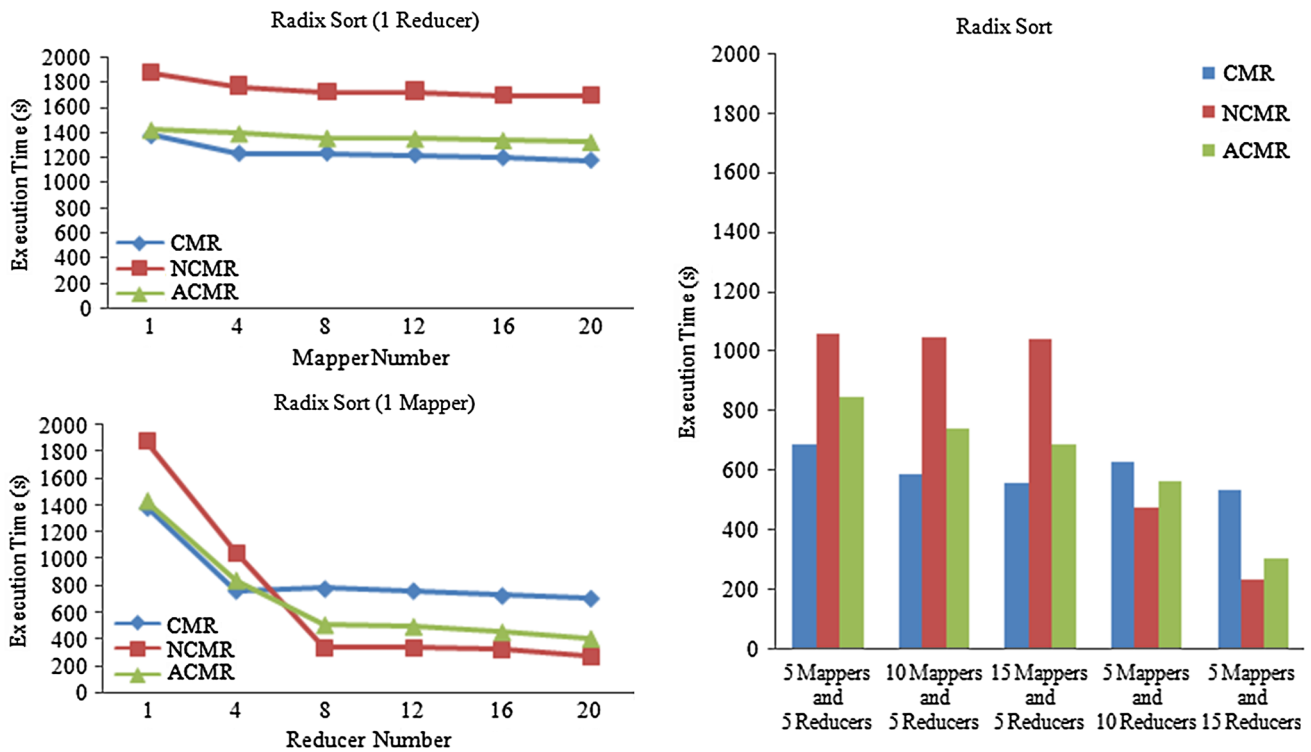 Radix Sort (1 Reducer)
Execution Time (s)
2000
1800
1600
1400
1200
1000
800
600
400
200
0
CMR
NCMR
ACMR
1 4 8 12 16 20
Mapper Number
Radix Sort (1 Mapper)
Execution Time (s)
2000
1800
1600
1400
1200
1000
800
600
400
200
0
CMR
NCMR
ACMR
1 4 8 12 16 20
Reducer Number
Radix Sort
Execution Time (s)
2000
1800
1600
1400
1200
1000
800
600
400
200
0
CMR
NCMR
ACMR
5 Mappers
and
5 Reducers
10 Mappers
and
5 Reducers
15 Mappers
and
5 Reducers
5 Mappers
and
10 Reducers
5 Mappers
and
15 Reducers